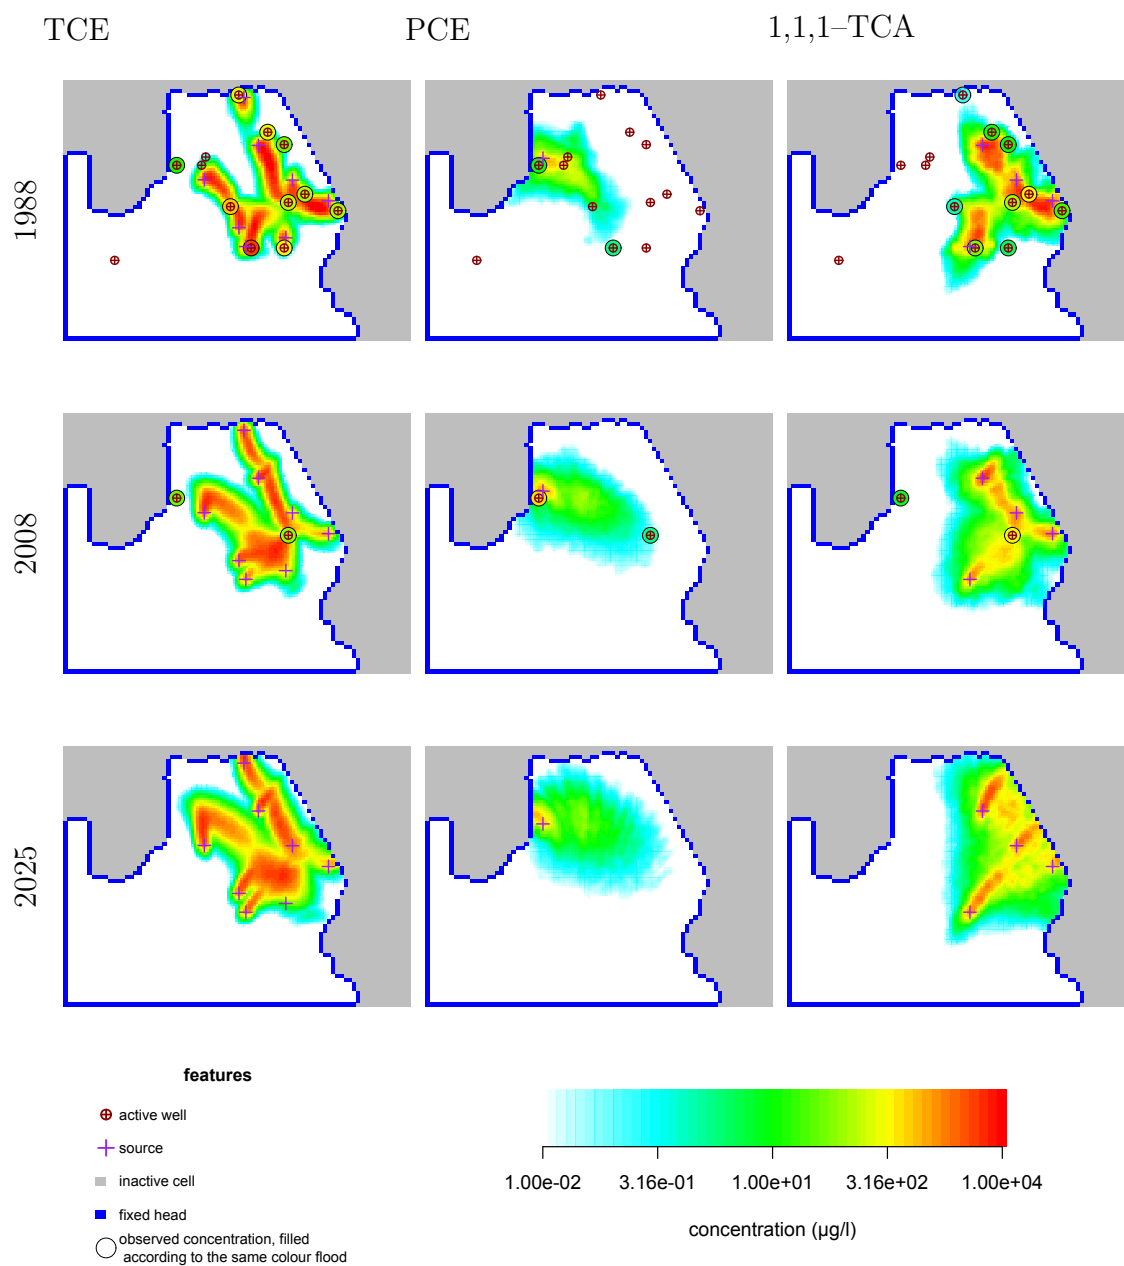 TCE
PCE
1,1,1–TCA
1988
2008
2025
features
active well
source
inactive cell
fixed head
observed concentration, filled
according to the same colour flood
1.00e-02
3.16e-01
1.00e+01
3.16e+02
1.00e+04
concentration (µg/l)